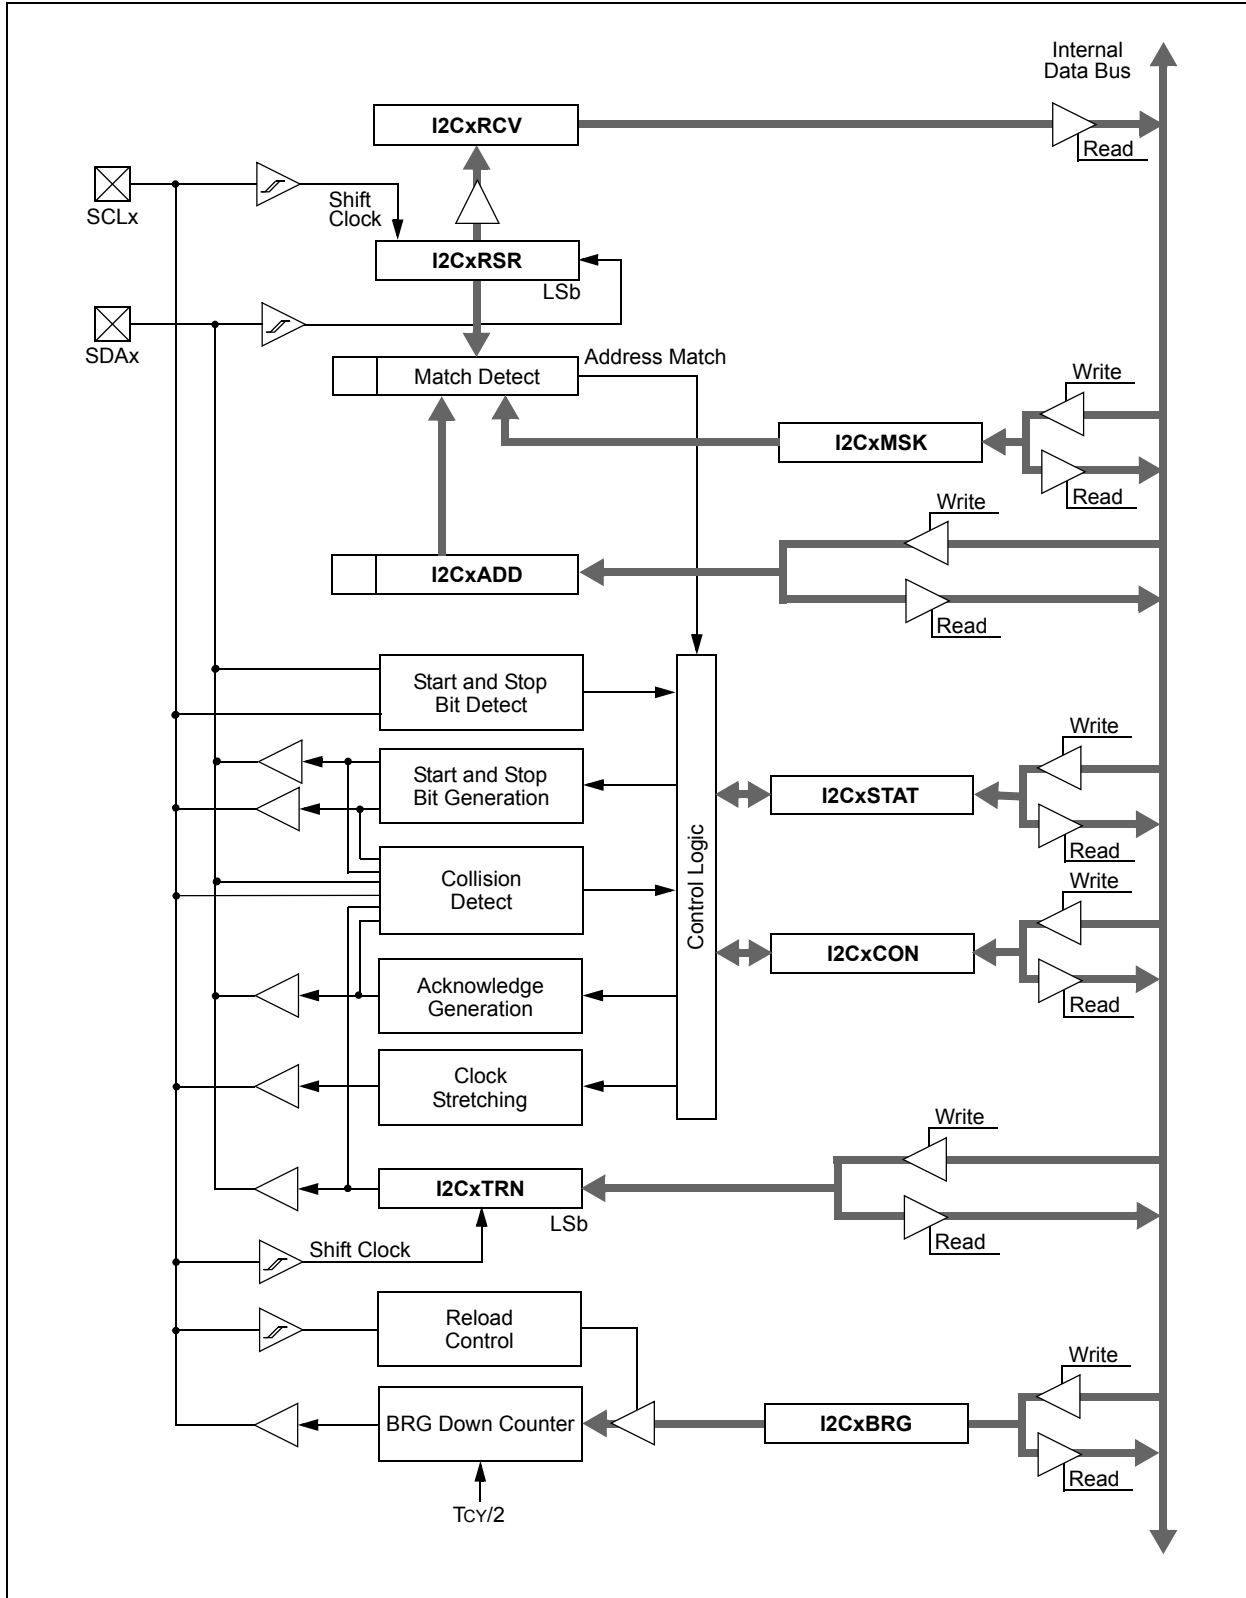 Internal
Data Bus
I2CxRCV
Read
SCLx
Shift
Clock
I2CxRSR
LSb
SDAx
Address Match
Match Detect
Write
I2CxMSK
Read
Write
I2CxADD
Read
Start and Stop
Bit Detect
Write
Start and Stop
Bit Generation
I2CxSTAT
Read
Control Logic
Collision
Detect
Write
I2CxCON
Read
Acknowledge
Generation
Clock
Stretching
Write
I2CxTRN
LSb
Read
Shift Clock
Reload
Control
Write
BRG Down Counter
I2CxBRG
Read
TCY/2